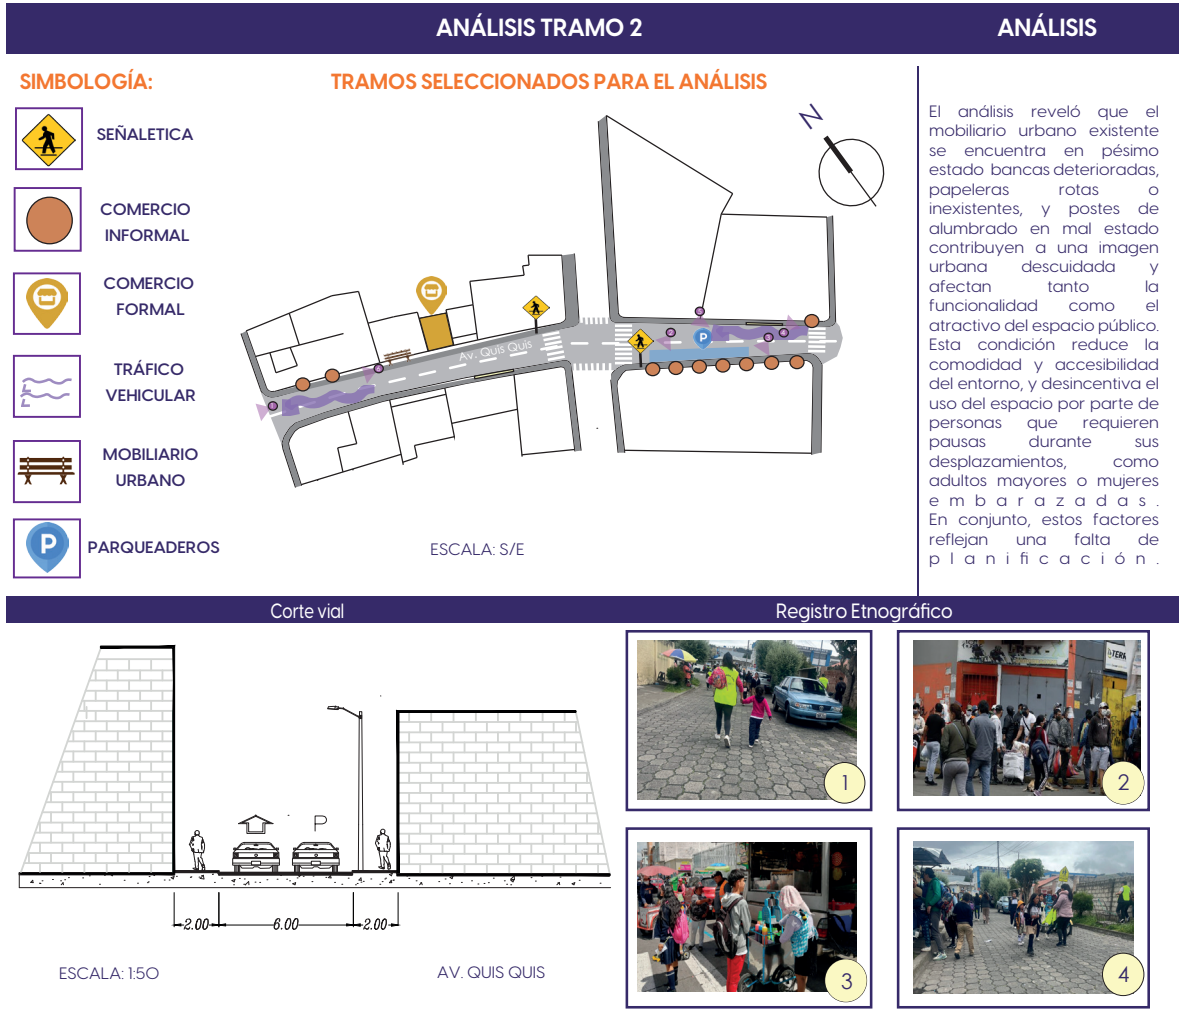 ANÁLISIS TRAMO 2
ANÁLISIS
SIMBOLOGÍA:
SEÑALETICA
COMERCIO
INFORMAL
COMERCIO
FORMAL
TRÁFICO
VEHICULAR
MOBILIARIO
URBANO
P
PARQUEADEROS
TRAMOS SELECCIONADOS PARA EL ANÁLISIS
N
Av. Quis Quis
P
ESCALA: S/E
El análisis reveló que el
mobiliario urbano existente
se encuentra en pésimo
estado bancas deterioradas,
papeleras rotas o
inexistentes, y postes de
alumbrado en mal estado
contribuyen a una imagen
urbana descuidada y
afectan tanto la
funcionalidad como el
atractivo del espacio público.
Esta condición reduce la
comodidad y accesibilidad
del entorno, y desincentiva el
uso del espacio por parte de
personas que requieren
pausas durante sus
desplazamientos, como
adultos mayores o mujeres
embarazadas.
En conjunto, estos factores
reflejan una falta de
planificación.
Corte vial
P
2.00
6.00
2.00
ESCALA: 1:50
AV. QUIS QUIS
Registro Etnográfico
1
2
3
4